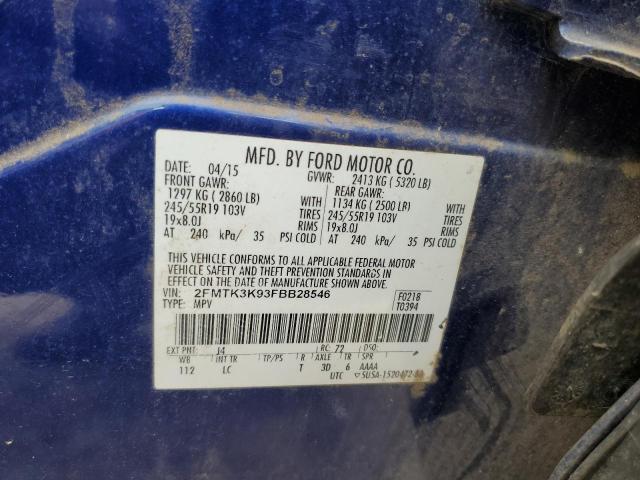 MFD. BY FORD MOTOR CO.
DATE: 04/15 GVWR: 2413 KG ( 5320 LB)
FRONT GAWR: REAR GAWR:
1297 KG ( 2860 LB) WITH 1134 KG ( 2500 LB) WITH
245/55R19 103V TIRES 245/55R19 103V TIRES
19x8.0J RIMS 19x8.0J RIMS
AT 240 kPa/ 35 PSI COLD AT 240 kPa/ 35 PSI COLD
THIS VEHICLE CONFORMS TO ALL APPLICABLE FEDERAL MOTOR
VEHICLE SAFETY AND THEFT PREVENTION STANDARDS IN
EFFECT ON THE DATE OF MANUFACTURE SHOWN ABOVE.
VIN: 2FMTK3K93FBB28546 F0218
TYPE: MPV T0394
EXT PNT: J4 RC: 72 DSO:
WB INT TR TP/PS R AXLE TR SPR
112 LC T 3D 6 AAAA
UTC